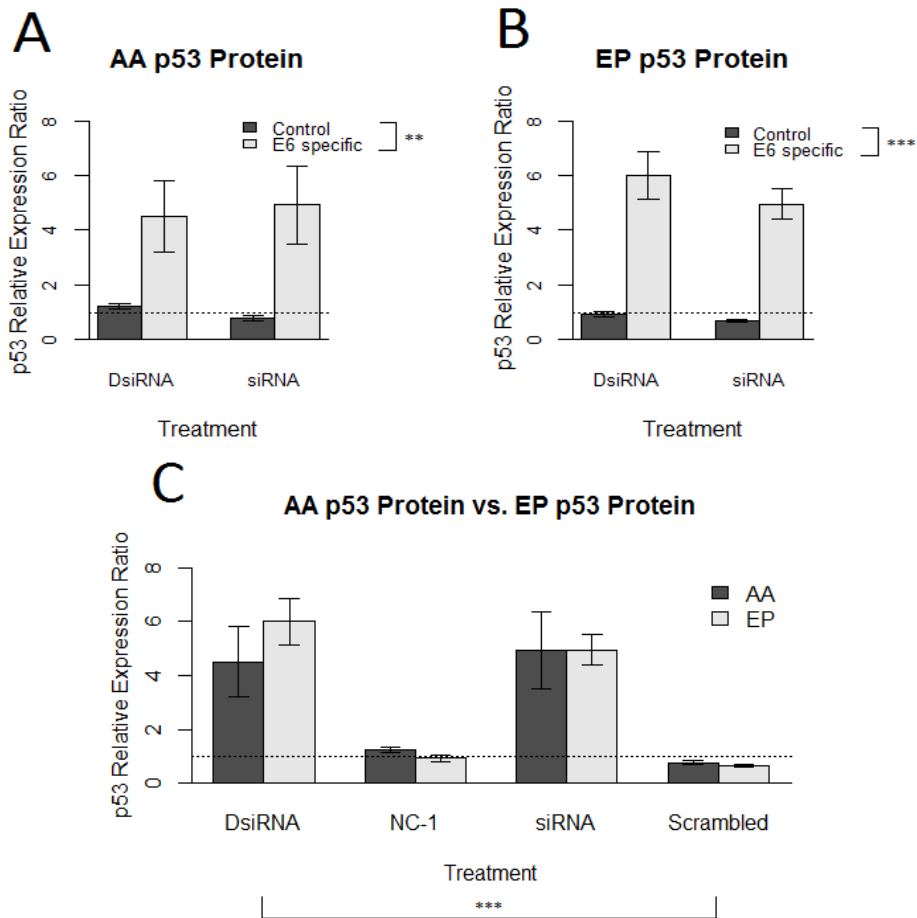 A
AA p53 Protein
p53 Relative Expression Ratio
8
6
4
2
0
Control
E6 specific
**
DsiRNA siRNA
Treatment
B
EP p53 Protein
p53 Relative Expression Ratio
8
6
4
2
0
Control
E6 specific
***
DsiRNA siRNA
Treatment
C
AA p53 Protein vs. EP p53 Protein
p53 Relative Expression Ratio
8
6
4
2
0
AA
EP
DsiRNA NC-1 siRNA Scrambled
Treatment
***